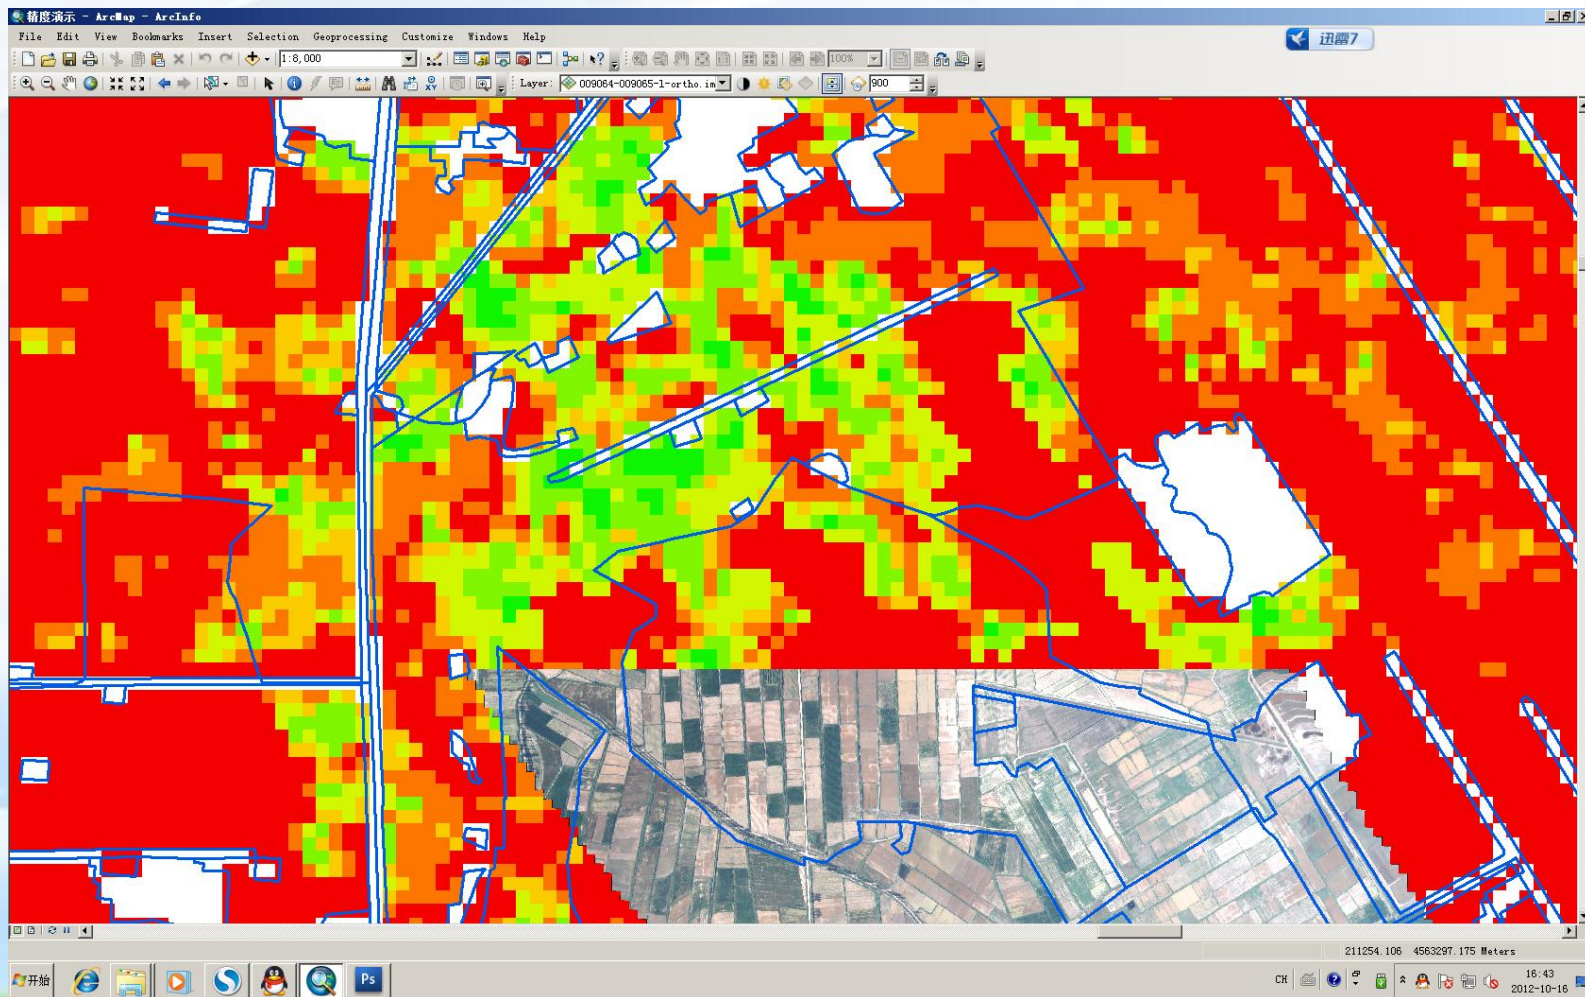 精度演示 - ArcMap - ArcInfo
File Edit View Bookmarks Insert Selection Geoprocessing Customize Windows Help
迅雷7
1:8,000
100%
Layer: 009064-009065-1-ortho.im
900
211254.106 4563297.175 Meters
开始
Ps
CH
16:43
2012-10-16